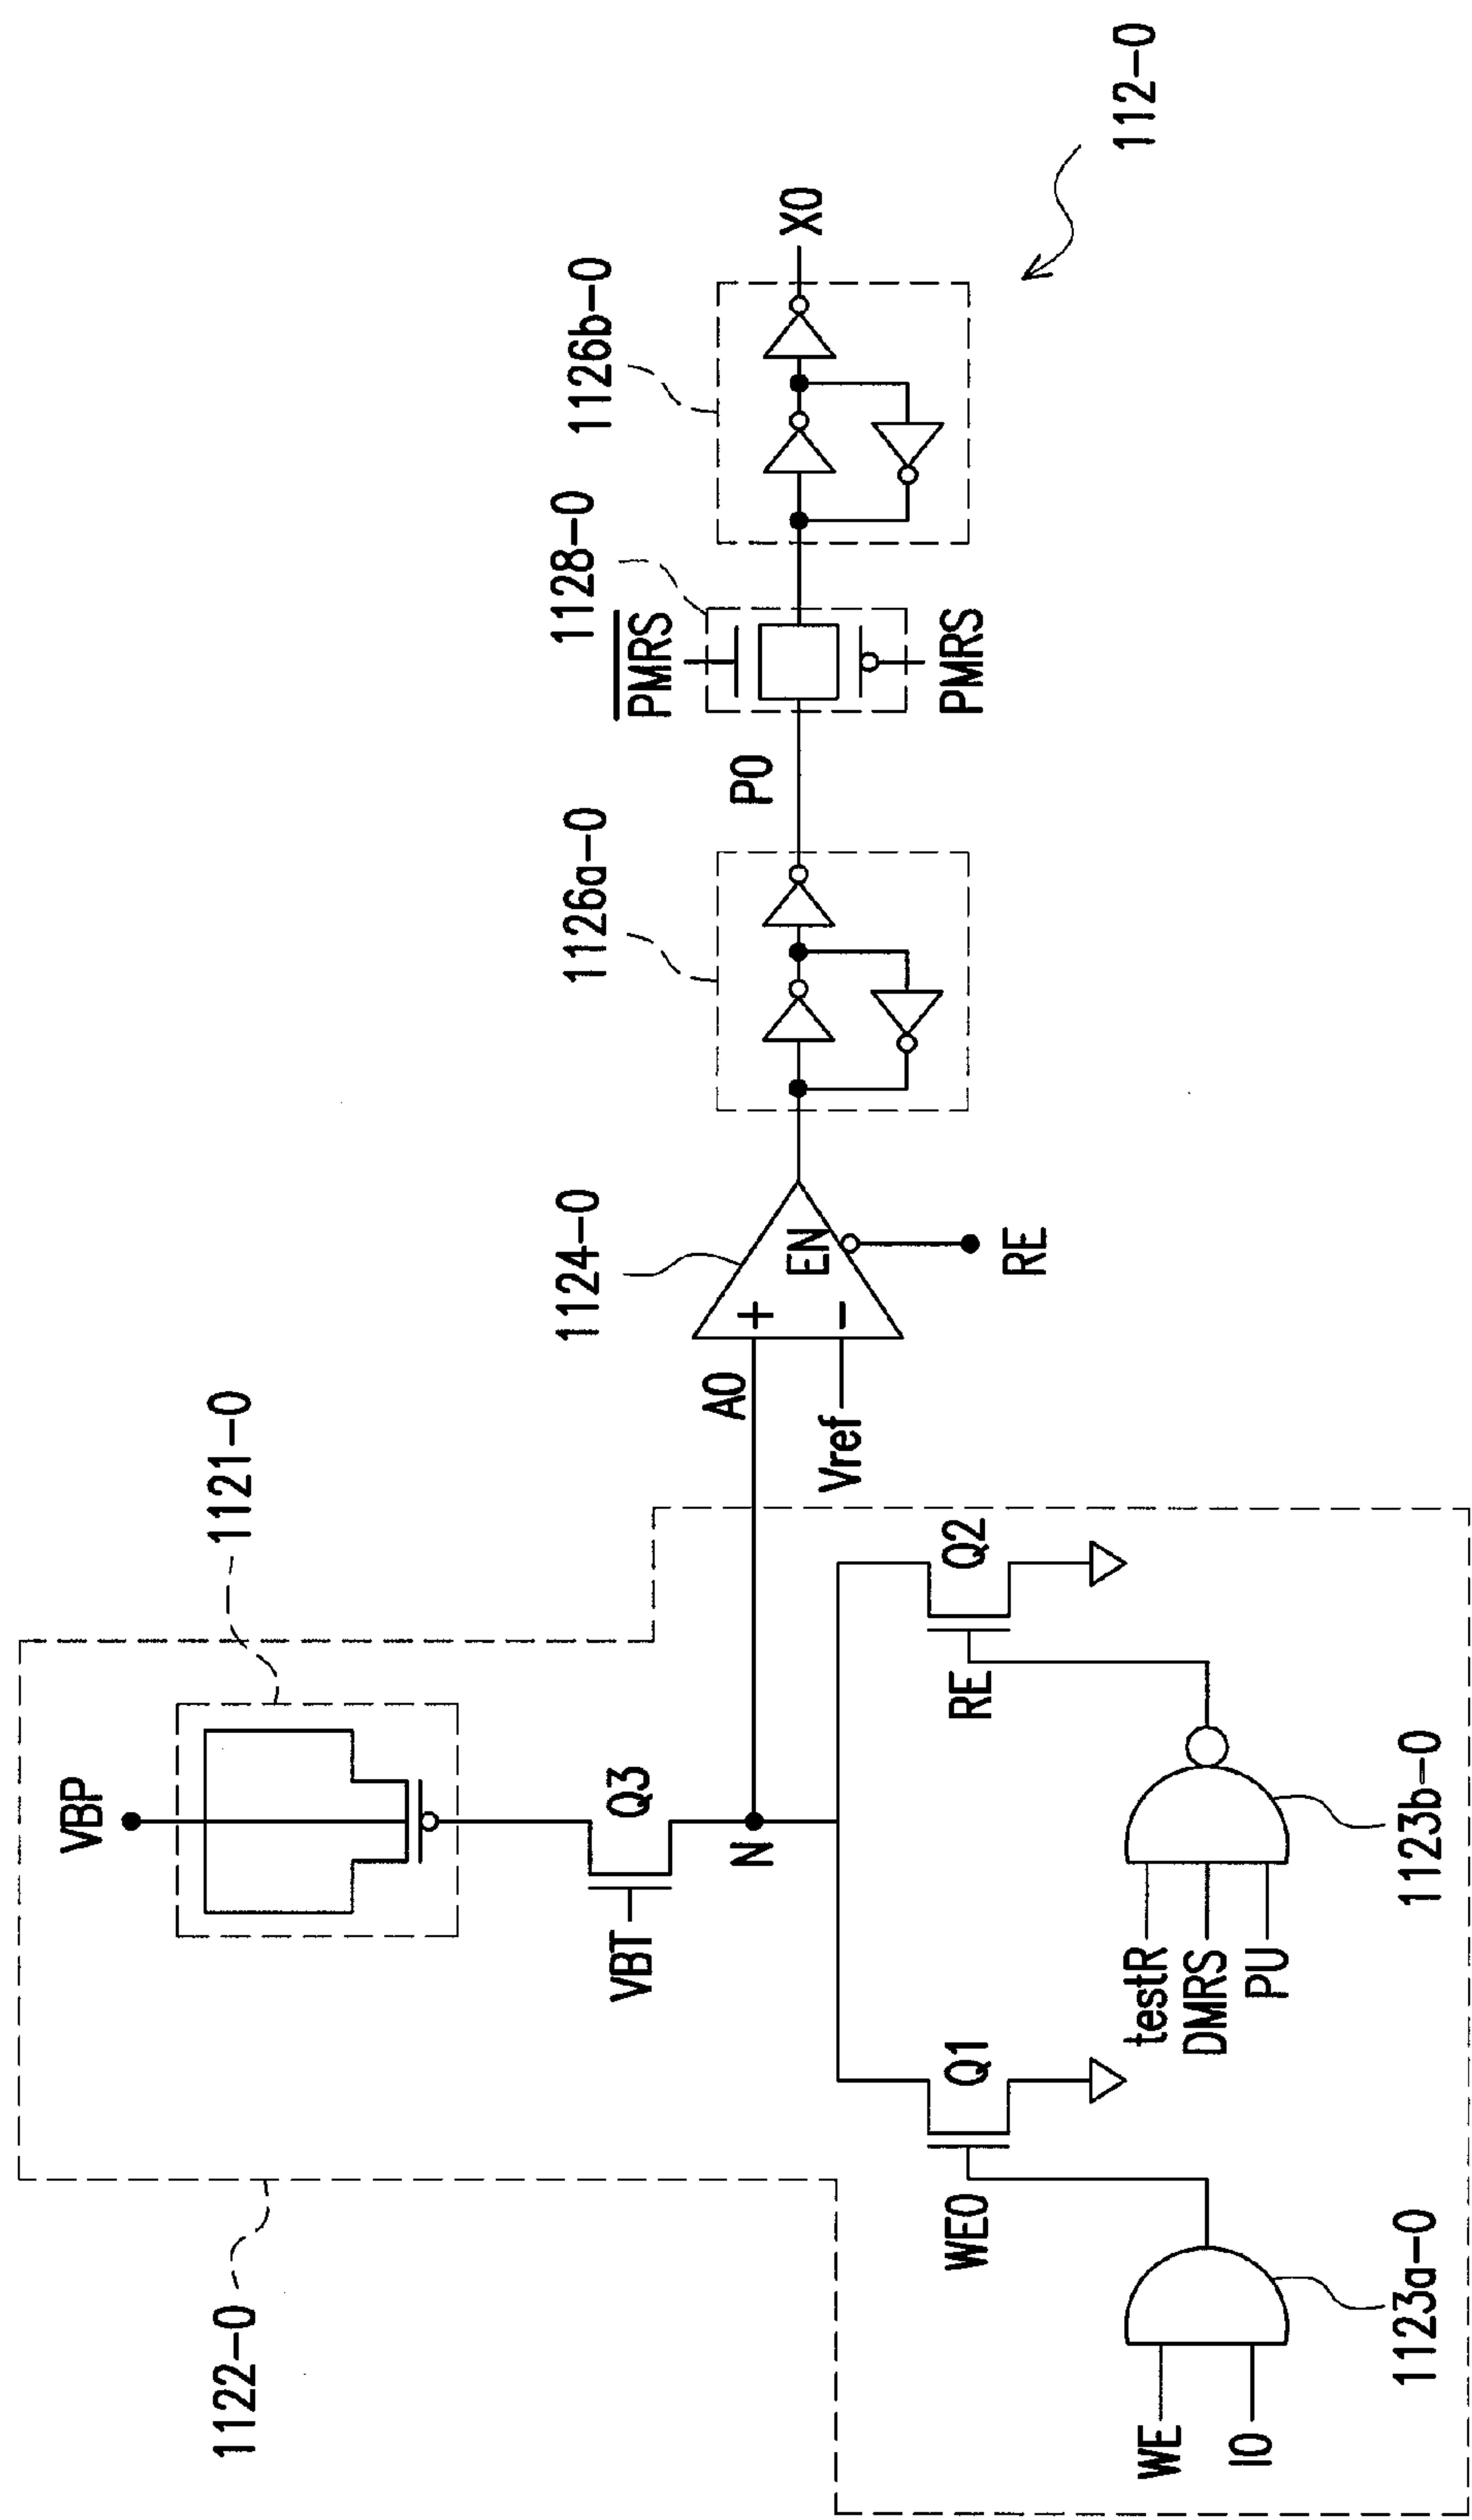 112-0
1122-0
1121-0
VBP
VBT
Q3
N
A0
Vref
1124-0
+
−
EN
RE
1126a-0
P0
1128-0
PMRS
PMRS
1126b-0
X0
WE0
Q1
RE
Q2
WE
I0
1123a-0
testR
DMRS
PU
1123b-0